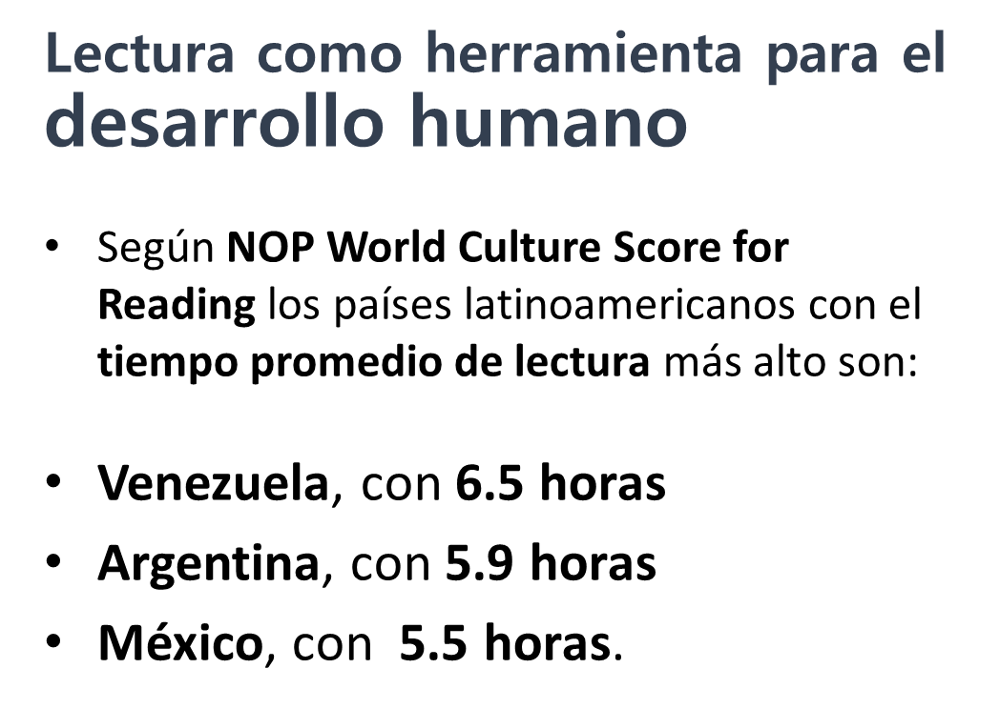 Lectura como herramienta para el
desarrollo humano
• Según NOP World Culture Score for
Reading los países latinoamericanos con el
tiempo promedio de lectura más alto son:
• Venezuela, con 6.5 horas
• Argentina, con 5.9 horas
• México, con 5.5 horas.